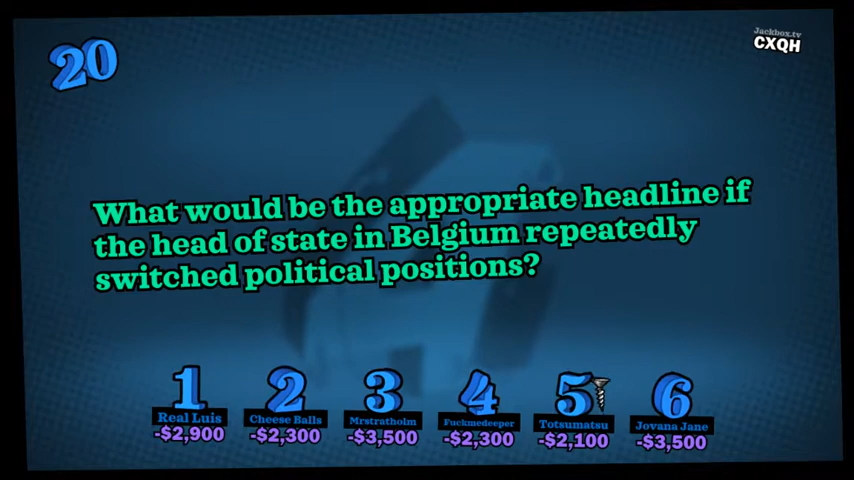 20
Jackbox.tv
CXQH
What would be the appropriate headline if
the head of state in Belgium repeatedly
switched political positions?
1 2 3 4 5 6
Real Luis Cheese Balls Mrstratholm Fuckmedeeper Totsumatsu Jovana Jane
-$2,900 -$2,300 -$3,500 -$2,300 -$2,100 -$3,500